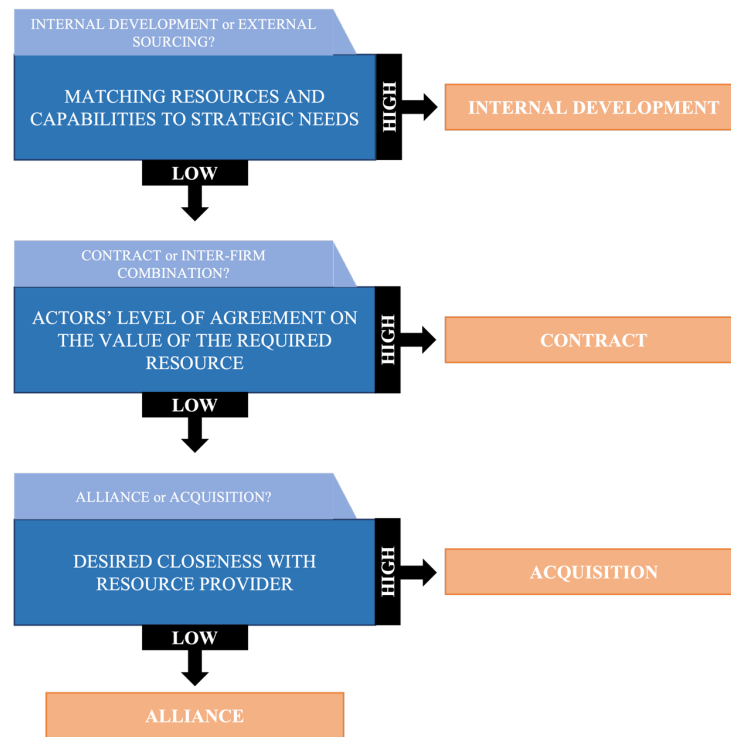 INTERNAL DEVELOPMENT or EXTERNAL
SOURCING?
MATCHING RESOURCES AND
CAPABILITIES TO STRATEGIC NEEDS
HIGH
INTERNAL DEVELOPMENT
LOW
CONTRACT or INTER-FIRM
COMBINATION?
ACTORS’ LEVEL OF AGREEMENT ON
THE VALUE OF THE REQUIRED
RESOURCE
HIGH
CONTRACT
LOW
ALLIANCE or ACQUISITION?
DESIRED CLOSENESS WITH
RESOURCE PROVIDER
HIGH
ACQUISITION
LOW
ALLIANCE